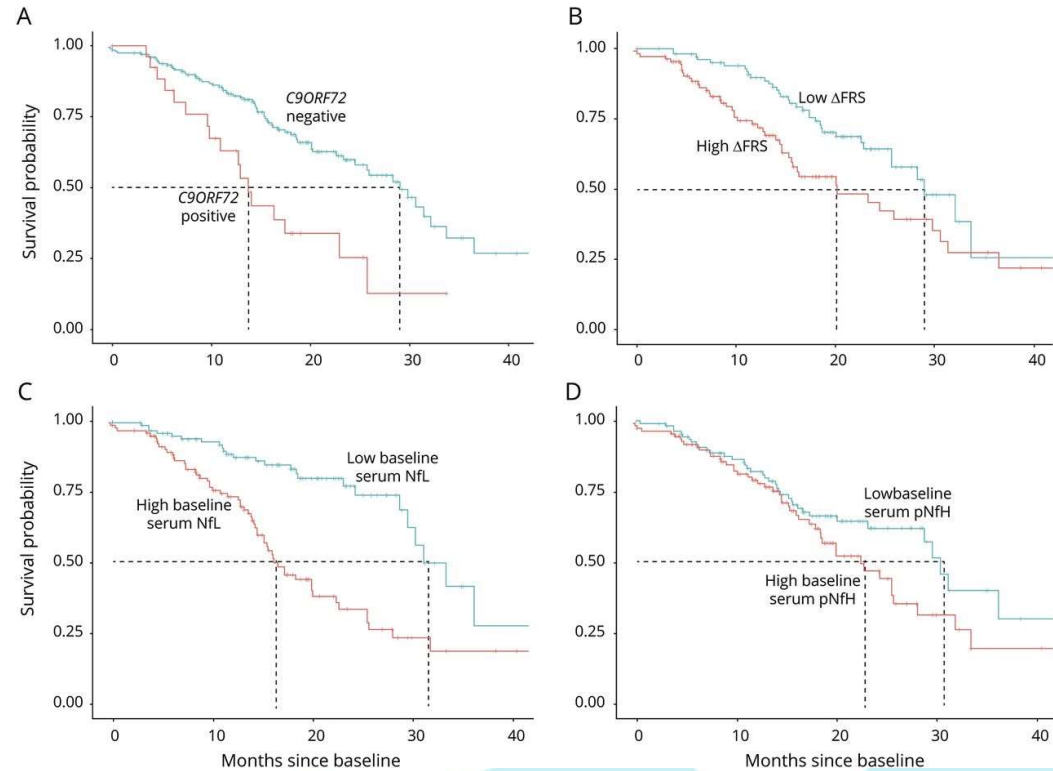 A
Survival probability
1.00
0.75
0.50
0.25
0.00
C9ORF72
negative
C9ORF72
positive
0 10 20 30 40
B
1.00
0.75
0.50
0.25
0.00
Low ΔFRS
High ΔFRS
0 10 20 30 40
C
Survival probability
1.00
0.75
0.50
0.25
0.00
Low baseline
serum NfL
High baseline
serum NfL
0 10 20 30 40
Months since baseline
D
1.00
0.75
0.50
0.25
0.00
Lowbaseline
serum pNfH
High baseline
serum pNfH
0 10 20 30 40
Months since baseline